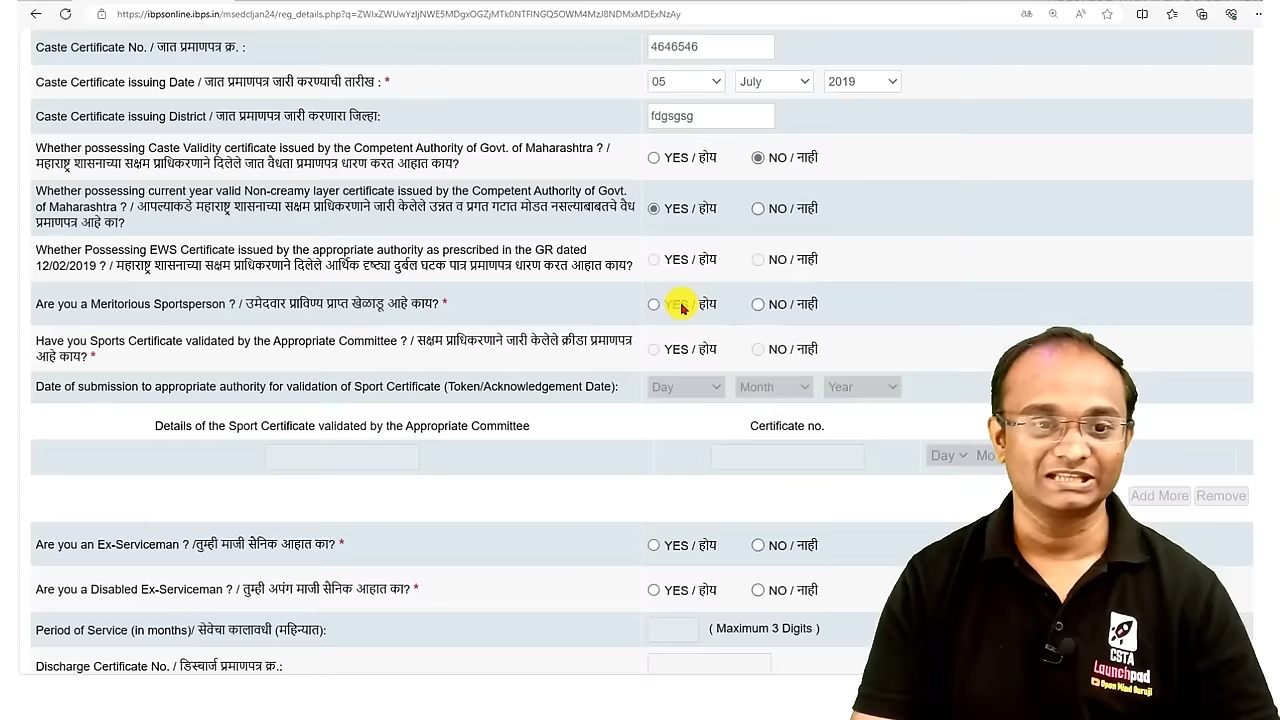 https://ibpsonline.ibps.in/msedcljan24/reg_details.php?q=ZWIxZWUwYzljNWE5MDgxOGZjMTk0NTFINGQ5OWM4MzJ8NDMxMDExNzAy
Caste Certificate No. / जात प्रमाणपत्र क्र. : 4646546
Caste Certificate issuing Date / जात प्रमाणपत्र जारी करण्याची तारीख : * 05 July 2019
Caste Certificate issuing District / जात प्रमाणपत्र जारी करणारा जिल्हा: fdgsgsg
Whether possessing Caste Validity certificate issued by the Competent Authority of Govt. of Maharashtra ? /
महाराष्ट्र शासनाच्या सक्षम प्राधिकरणाने दिलेले जात वैधता प्रमाणपत्र धारण करत आहात काय? YES / होय NO / नाही
Whether possessing current year valid Non-creamy layer certificate issued by the Competent Authority of Govt.
of Maharashtra ? / आपल्याकडे महाराष्ट्र शासनाच्या सक्षम प्राधिकरणाने जारी केलेले उन्नत व प्रगत गटात मोडत नसल्याबाबतचे वैध YES / होय NO / नाही
प्रमाणपत्र आहे का?
Whether Possessing EWS Certificate issued by the appropriate authority as prescribed in the GR dated
12/02/2019 ? / महाराष्ट्र शासनाच्या सक्षम प्राधिकरणाने दिलेले आर्थिक दृष्ट्या दुर्बल घटक पात्र प्रमाणपत्र धारण करत आहात काय? YES / होय NO / नाही
Are you a Meritorious Sportsperson ? / उमेदवार प्राविण्य प्राप्त खेळाडू आहे काय? * YES / होय NO / नाही
Have you Sports Certificate validated by the Appropriate Committee ? / सक्षम प्राधिकरणाने जारी केलेले क्रीडा प्रमाणपत्र
आहे काय? * YES / होय NO / नाही
Date of submission to appropriate authority for validation of Sport Certificate (Token/Acknowledgement Date): Day Month Year
Details of the Sport Certificate validated by the Appropriate Committee Certificate no.
Day Mo
Add More Remove
Are you an Ex-Serviceman ? /तुम्ही माजी सैनिक आहात का? * YES / होय NO / नाही
Are you a Disabled Ex-Serviceman ? / तुम्ही अपंग माजी सैनिक आहात का? * YES / होय NO / नाही
Period of Service (in months)/ सेवेचा कालावधी (महिन्यात): ( Maximum 3 Digits )
Discharge Certificate No. / डिस्चार्ज प्रमाणपत्र क्र.:
CSTA
Launchpad
Open Mind Guruji